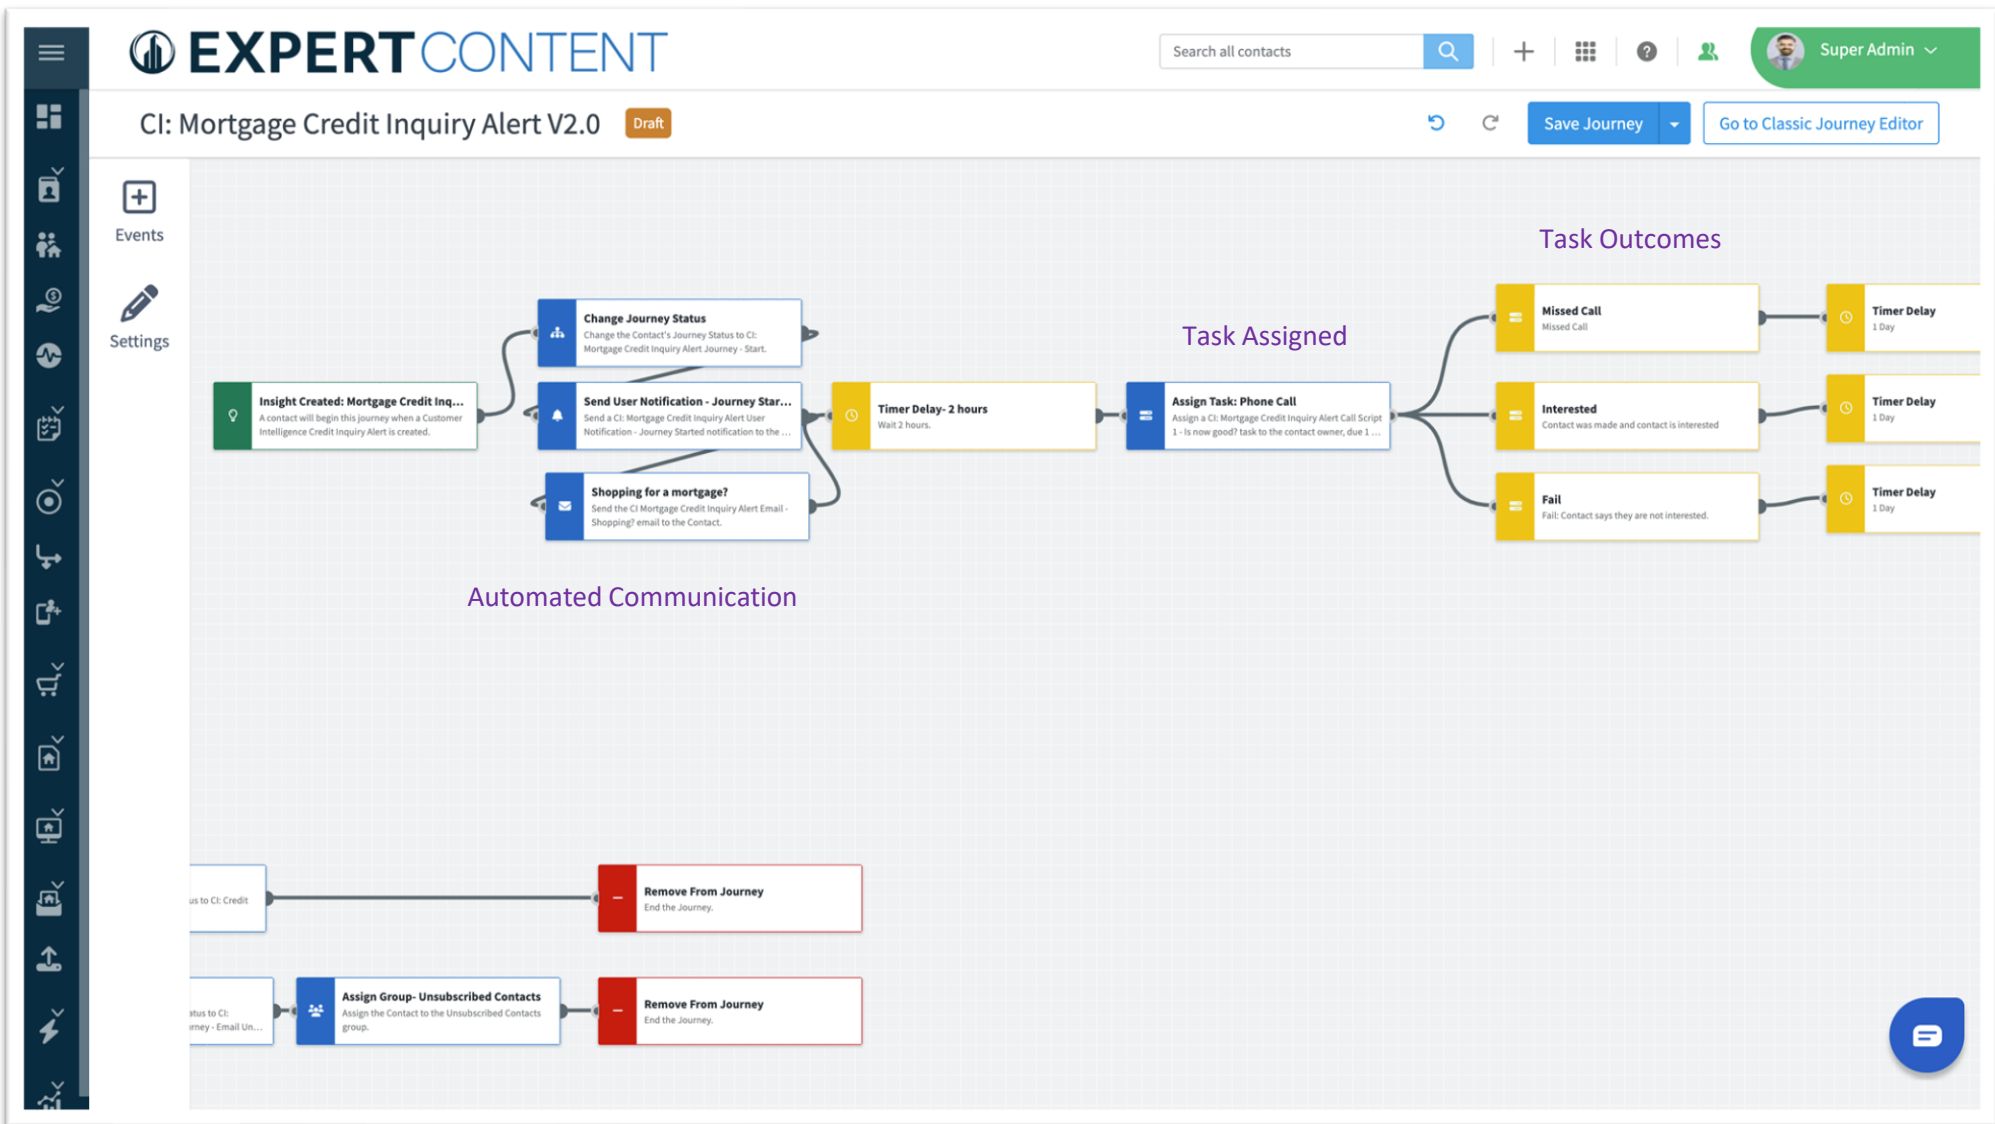 EXPERTCONTENT
Search all contacts
Super Admin
CI: Mortgage Credit Inquiry Alert V2.0
Draft
Save Journey
Go to Classic Journey Editor
Events
Settings
Task Outcomes
Task Assigned
Automated Communication
Insight Created: Mortgage Credit Inq...
A contact will begin this journey when a Customer
Intelligence Credit Inquiry Alert is created.
Change Journey Status
Change the Contact's Journey Status to CI:
Mortgage Credit Inquiry Alert Journey - Start.
Send User Notification - Journey Star...
Send a CI: Mortgage Credit Inquiry Alert User
Notification - Journey Started notification to the ...
Shopping for a mortgage?
Send the CI Mortgage Credit Inquiry Alert Email -
Shopping? email to the Contact.
Timer Delay- 2 hours
Wait 2 hours.
Assign Task: Phone Call
Assign a CI: Mortgage Credit Inquiry Alert Call Script
1 - Is now good? task to the contact owner, due 1 ...
Missed Call
Missed Call
Timer Delay
1 Day
Interested
Contact was made and contact is interested
Timer Delay
1 Day
Fail
Fail: Contact says they are not interested.
Timer Delay
1 Day
us to CI: Credit
Remove From Journey
End the Journey.
atus to CI:
rney - Email Un...
Assign Group- Unsubscribed Contacts
Assign the Contact to the Unsubscribed Contacts
group.
Remove From Journey
End the Journey.